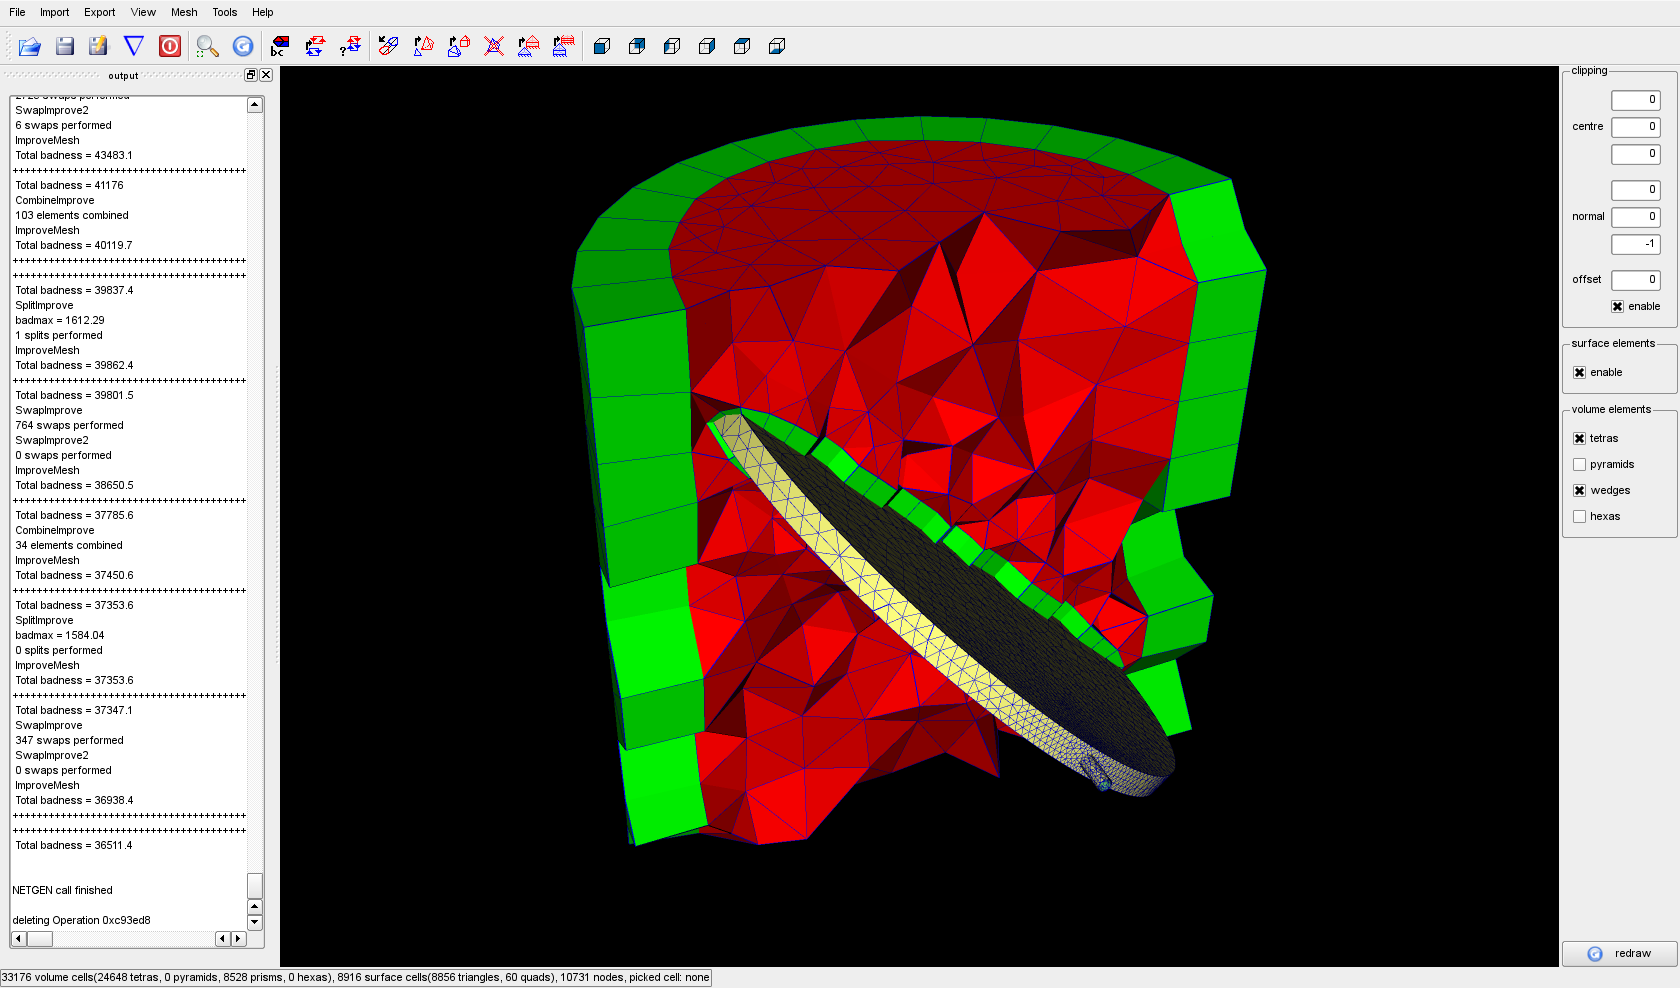 File Import Export View Mesh Tools Help
bc
output
SwapImprove2
6 swaps performed
ImproveMesh
Total badness = 43483.1
++++++++++++++++++++++++++++++++++++++
Total badness = 41176
CombineImprove
103 elements combined
ImproveMesh
Total badness = 40119.7
++++++++++++++++++++++++++++++++++++++
++++++++++++++++++++++++++++++++++++++
Total badness = 39837.4
SplitImprove
badmax = 1612.29
1 splits performed
ImproveMesh
Total badness = 39862.4
++++++++++++++++++++++++++++++++++++++
Total badness = 39801.5
SwapImprove
764 swaps performed
SwapImprove2
0 swaps performed
ImproveMesh
Total badness = 38650.5
++++++++++++++++++++++++++++++++++++++
Total badness = 37785.6
CombineImprove
34 elements combined
ImproveMesh
Total badness = 37450.6
++++++++++++++++++++++++++++++++++++++
Total badness = 37353.6
SplitImprove
badmax = 1584.04
0 splits performed
ImproveMesh
Total badness = 37353.6
++++++++++++++++++++++++++++++++++++++
Total badness = 37347.1
SwapImprove
347 swaps performed
SwapImprove2
0 swaps performed
ImproveMesh
Total badness = 36938.4
++++++++++++++++++++++++++++++++++++++
++++++++++++++++++++++++++++++++++++++
Total badness = 36511.4
NETGEN call finished
deleting Operation 0xc93ed8
clipping
0
centre 0
0
0
normal 0
-1
offset 0
enable
surface elements
enable
volume elements
tetras
pyramids
wedges
hexas
redraw
33176 volume cells(24648 tetras, 0 pyramids, 8528 prisms, 0 hexas), 8916 surface cells(8856 triangles, 60 quads), 10731 nodes, picked cell: none